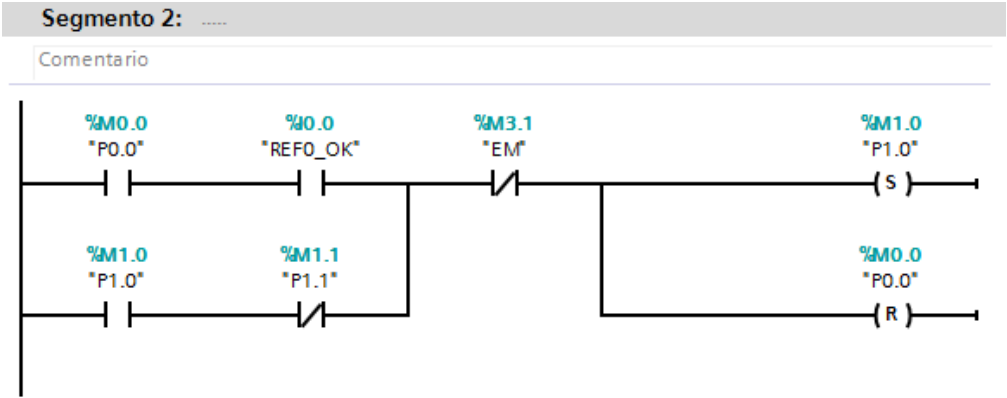 Segmento 2: .....
Comentario
%M0.0 %I0.0 %M3.1 %M1.0
"P0.0" "REF0_OK" "EM" "P1.0"
S
%M1.0 %M1.1 %M0.0
"P1.0" "P1.1" "P0.0"
R